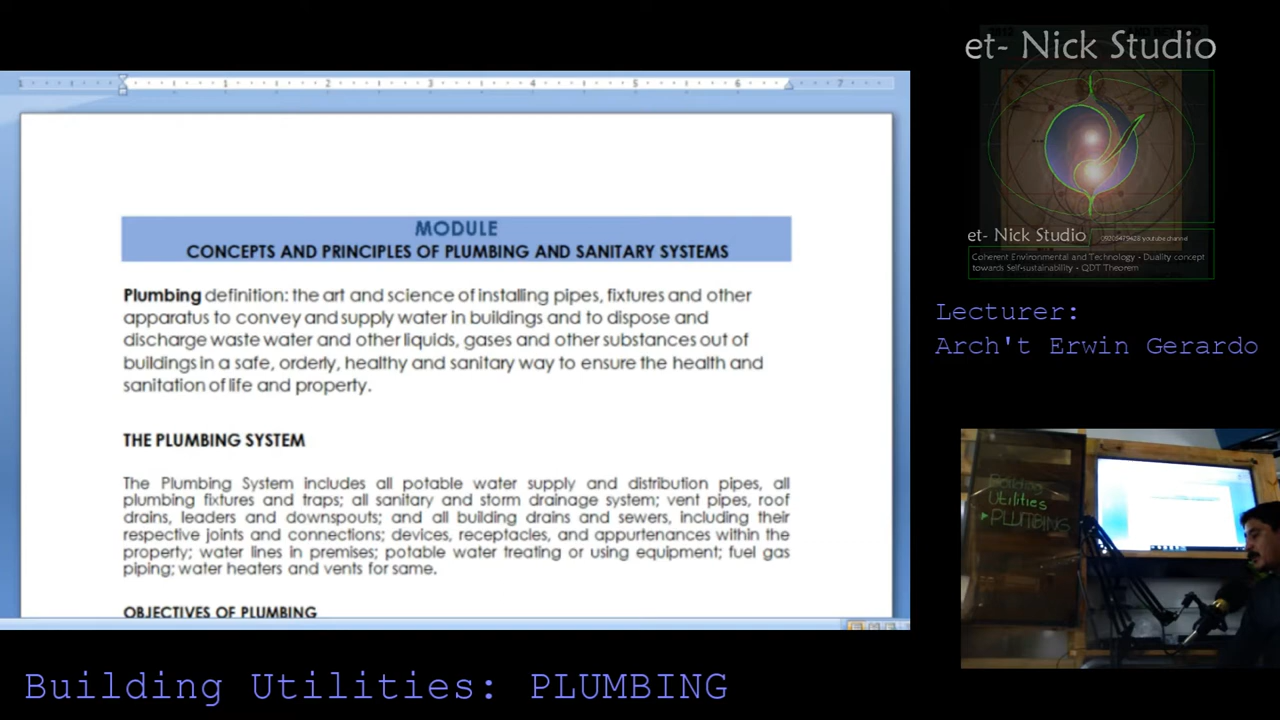 et- Nick Studio
MODULE
CONCEPTS AND PRINCIPLES OF PLUMBING AND SANITARY SYSTEMS
Plumbing definition: the art and science of installing pipes, fixtures and other
apparatus to convey and supply water in buildings and to dispose and
discharge waste water and other liquids, gases and other substances out of
buildings in a safe, orderly, healthy and sanitary way to ensure the health and
sanitation of life and property.
THE PLUMBING SYSTEM
The Plumbing System includes all potable water supply and distribution pipes, all
plumbing fixtures and traps; all sanitary and storm drainage system; vent pipes, roof
drains, leaders and downspouts; and all building drains and sewers, including their
respective joints and connections; devices, receptacles, and appurtenances within the
property; water lines in premises; potable water treating or using equipment; fuel gas
piping; water heaters and vents for same.
OBJECTIVES OF PLUMBING
et- Nick Studio
youtube channel
Coherent Environmental and Technology - Duality concept
towards Self-sustainability - QDT Theorem
Lecturer:
Arch't Erwin Gerardo
Building
Utilities
PLUMBING
Building Utilities: PLUMBING